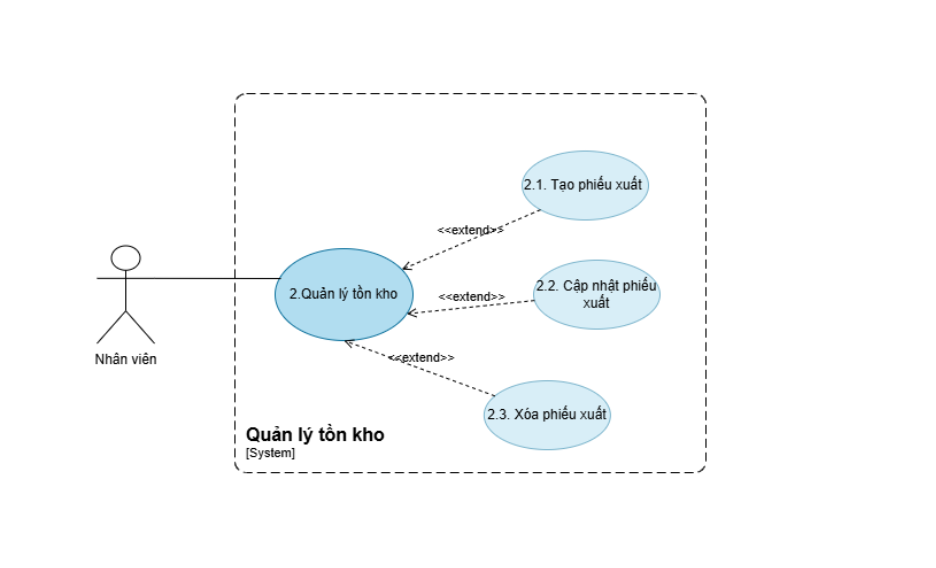 2.1. Tạo phiếu xuất
<<extend>>
2.Quản lý tồn kho
<<extend>>
2.2. Cập nhật phiếu
xuất
Nhân viên
<<extend>>
2.3. Xóa phiếu xuất
Quản lý tồn kho
[System]